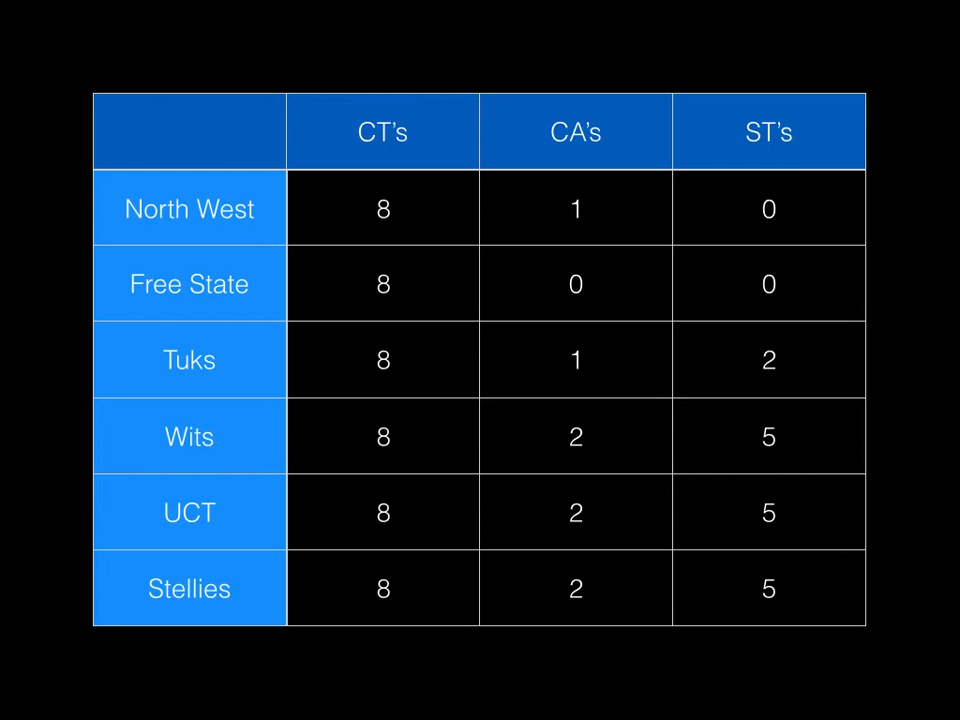 CT’s CA’s ST’s
North West 8 1 0
Free State 8 0 0
Tuks 8 1 2
Wits 8 2 5
UCT 8 2 5
Stellies 8 2 5